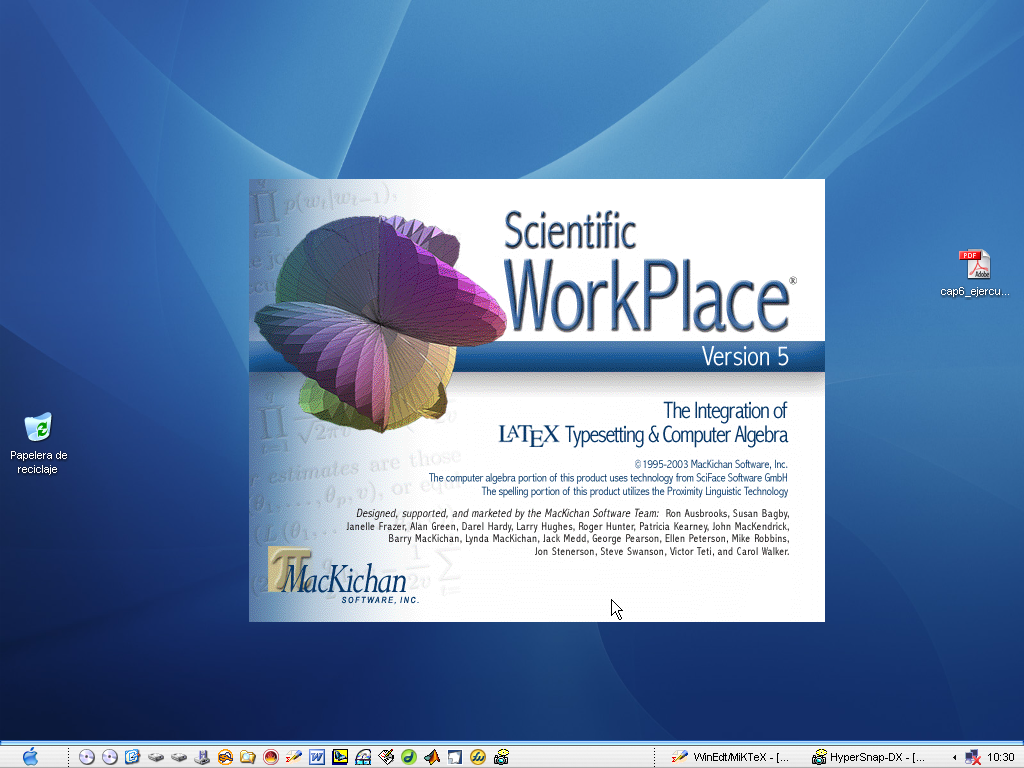 Scientific
WorkPlace®
Version 5
The Integration of
LATEX Typesetting & Computer Algebra
© 1995-2003 MacKichan Software, Inc.
The computer algebra portion of this product uses technology from SciFace Software GmbH
The spelling portion of this product utilizes the Proximity Linguistic Technology
Designed, supported, and marketed by the MacKichan Software Team: Ron Ausbrooks, Susan Bagby,
Janelle Frazer, Alan Green, Darel Hardy, Larry Hughes, Roger Hunter, Patricia Kearney, John MacKendrick,
Barry MacKichan, Lynda MacKichan, Jack Medd, George Pearson, Ellen Peterson, Mike Robbins,
Jon Stenerson, Steve Swanson, Victor Teti, and Carol Walker.
MacKichan
SOFTWARE, INC.
r estimates are those
PDF
Adobe
cap6_ejercu...
Papelera de
reciclaje
WinEdt/MiKTeX - [...
HyperSnap-DX - [...
10:30